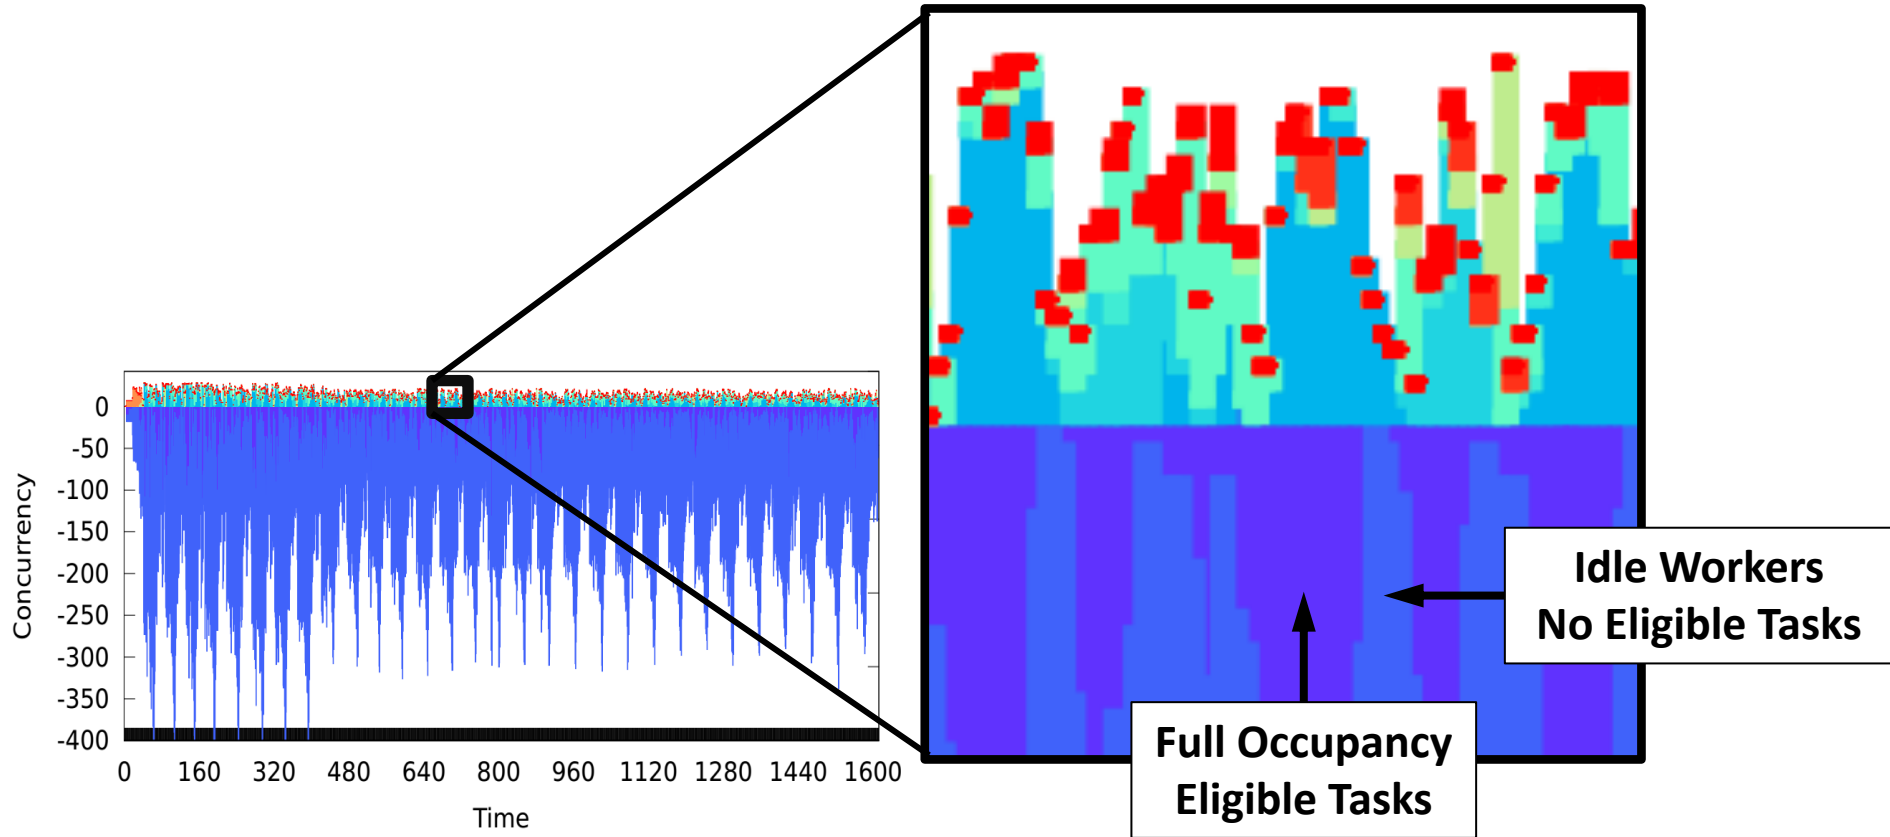 Concurrency
0
-50
-100
-150
-200
-250
-300
-350
-400
0 160 320 480 640 800 960 1120 1280 1440 1600
Time
Idle Workers
No Eligible Tasks
Full Occupancy
Eligible Tasks